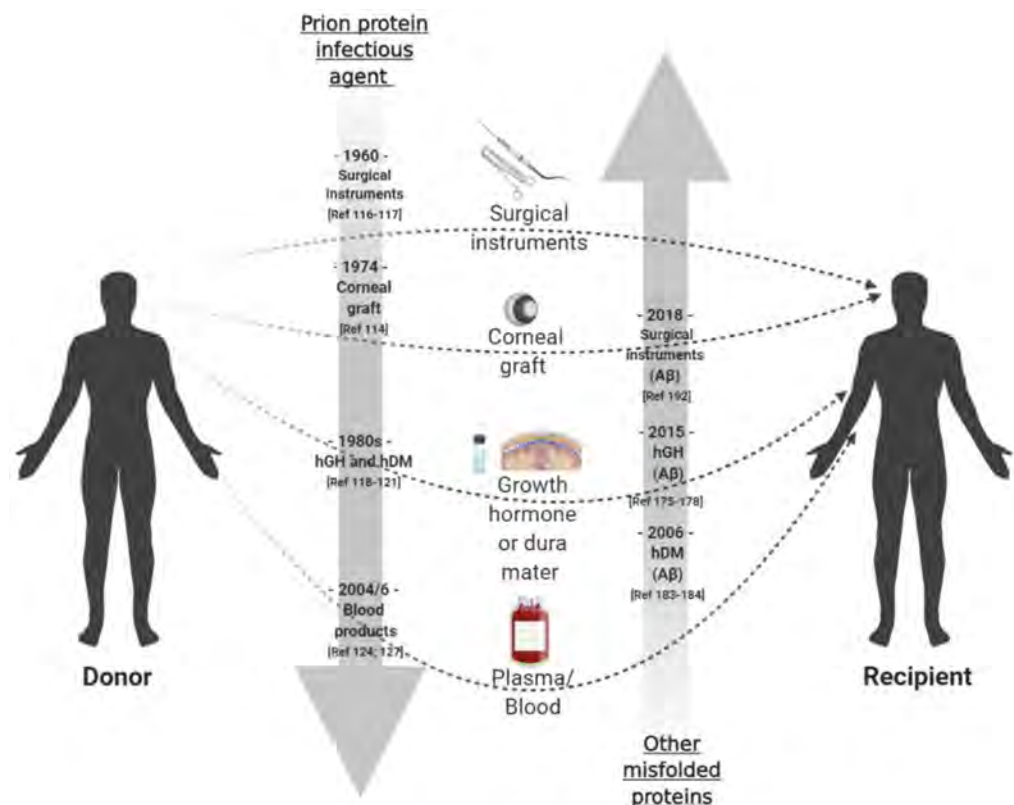 Prion protein
infectious
agent
- 1960 -
Surgical
instruments
[Ref 116-117]
- 1974 -
Corneal
graft
[Ref 114]
- 1980s -
hGH and hDM
[Ref 118-121]
- 2004/6 -
Blood
products
[Ref 124; 127]
Surgical
instruments
Corneal
graft
Growth
hormone
or dura
mater
Plasma/
Blood
- 2018 -
Surgical
instruments
(Aβ)
[Ref 192]
- 2015 -
hGH
(Aβ)
[Ref 175-178]
- 2006 -
hDM
(Aβ)
[Ref 183-184]
Other
misfolded
proteins
Donor
Recipient